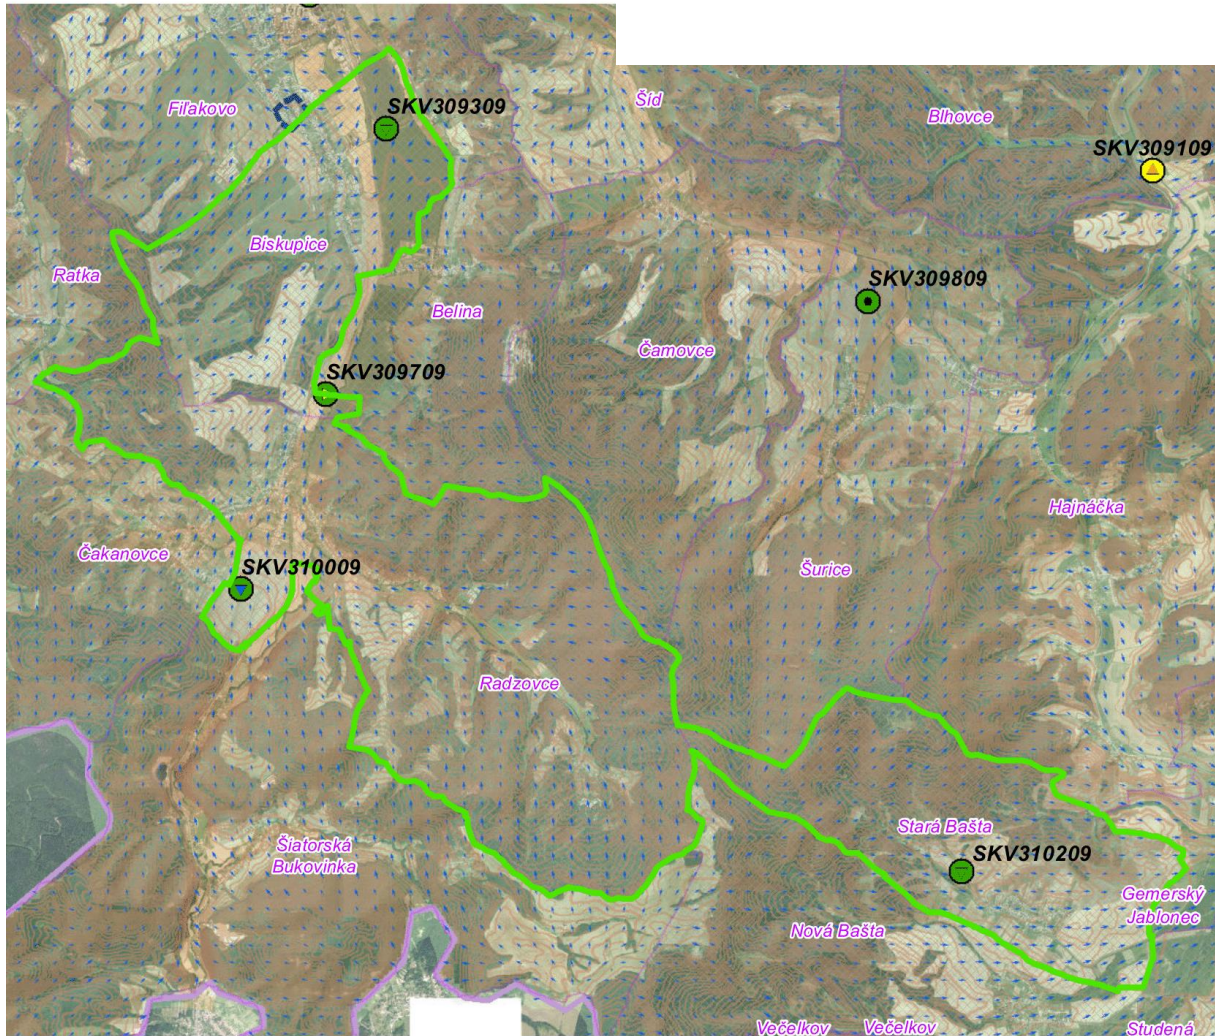 Fiľakovo
SKV309309
Šíd
Blhovce
SKV309109
Biskupice
Ratka
Belina
SKV309809
Čamovce
SKV309709
Hajnáčka
Čakanovce
SKV310009
Šurice
Radzovce
Stará Bašta
SKV310209
Šiatorská
Bukovinka
Gemerský
Jablonec
Nová Bašta
Večelkov
Večelkov
Studená